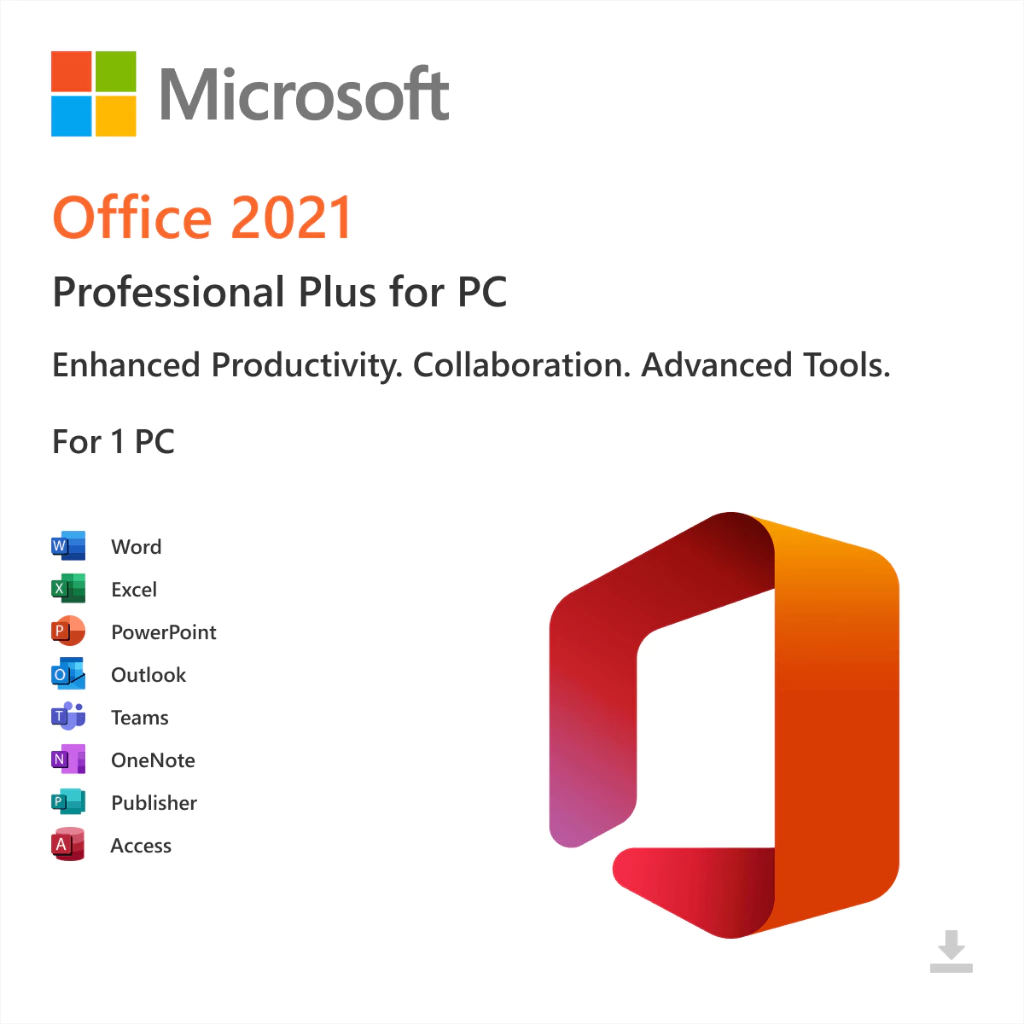 Microsoft
Office 2021
Professional Plus for PC
Enhanced Productivity. Collaboration. Advanced Tools.
For 1 PC
W Word
X Excel
P PowerPoint
O Outlook
T Teams
N OneNote
P Publisher
A Access